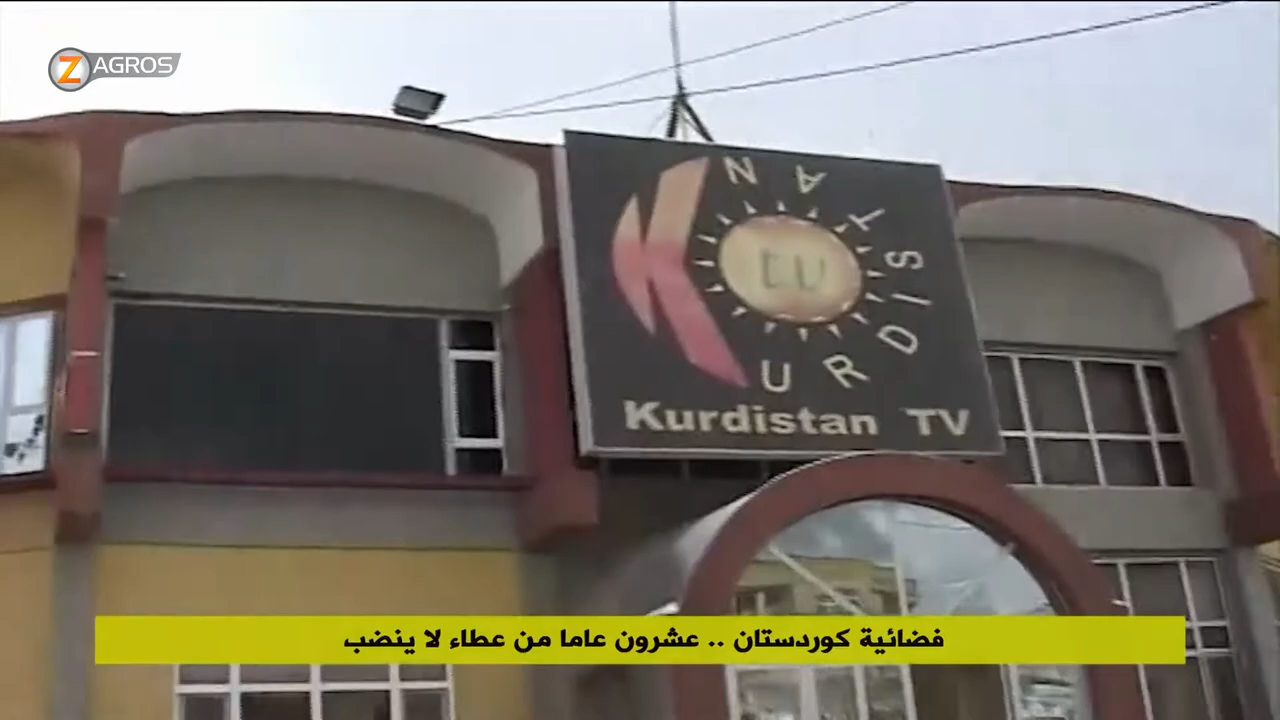 ZAGROS
KURDISTAN
tv
Kurdistan TV
فضائية كوردستان .. عشرون عاما من عطاء لا ينضب